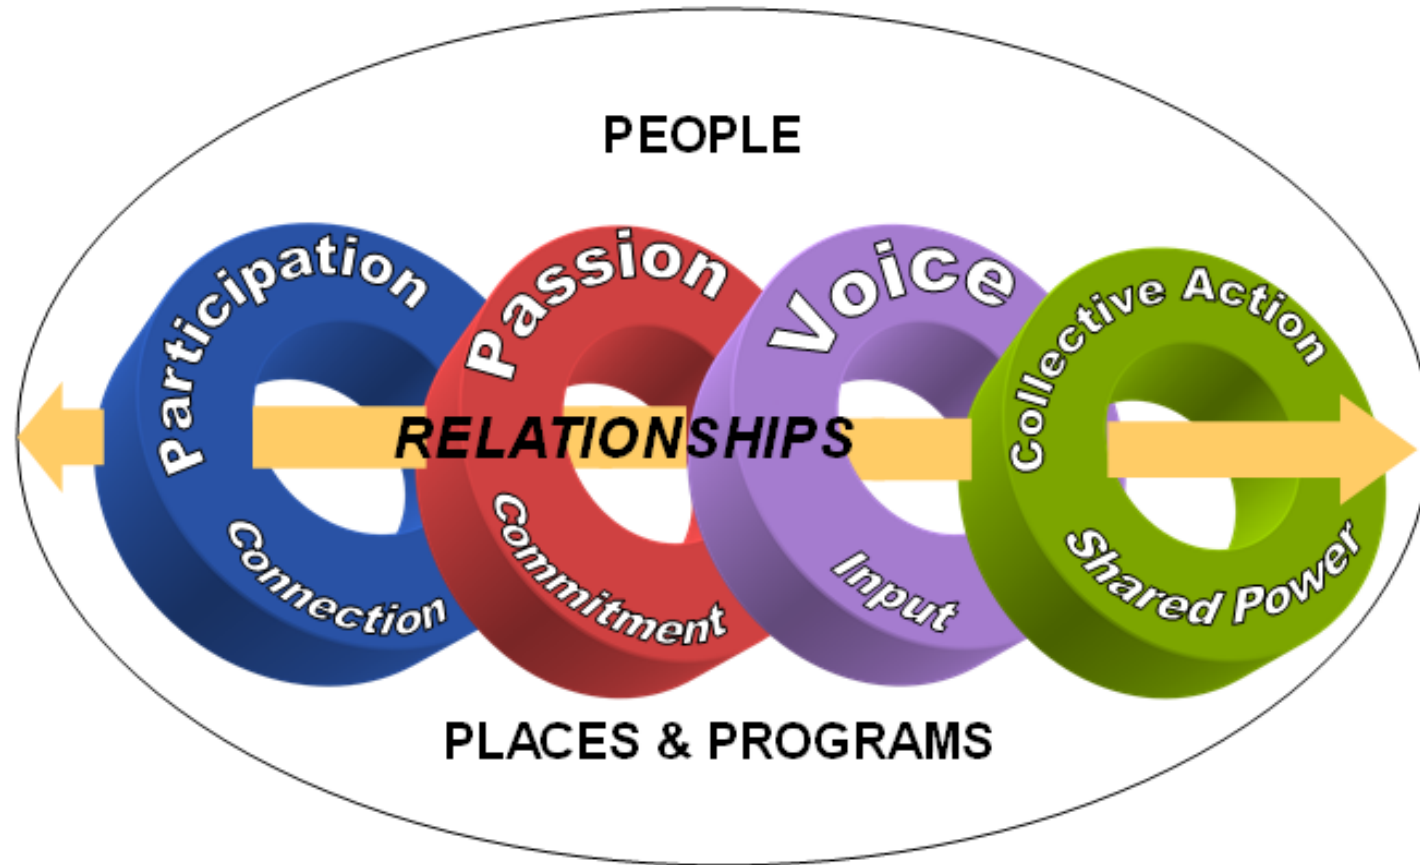 PEOPLE
Participation
Passion
Voice
Collective Action
RELATIONSHIPS
Connection
Commitment
Input
Shared Power
PLACES & PROGRAMS